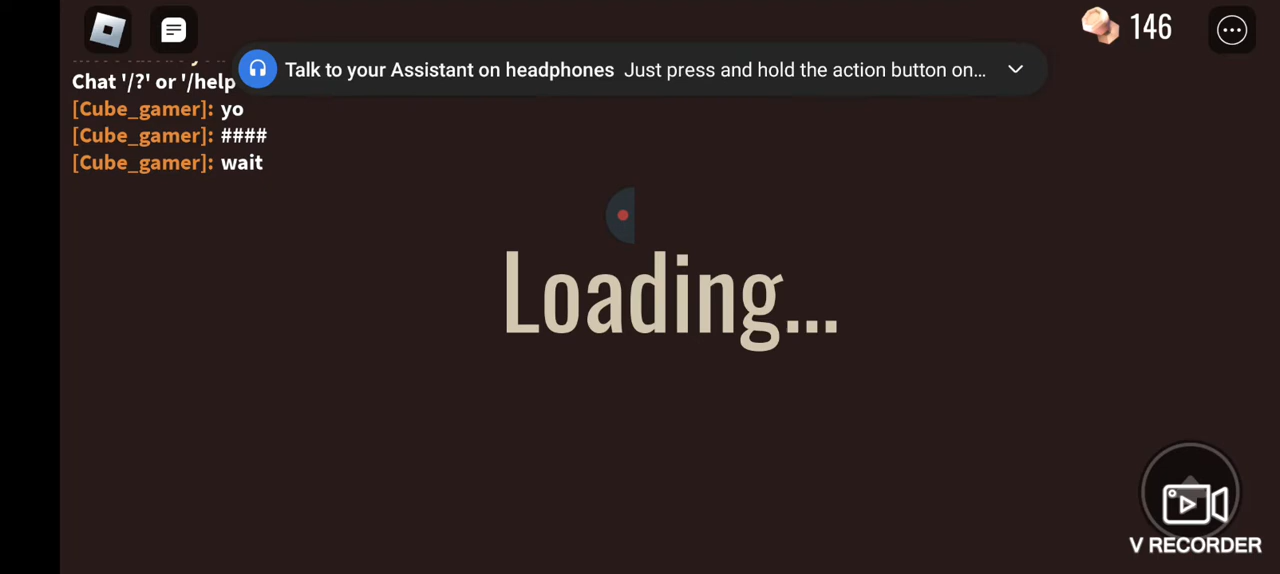 146
Talk to your Assistant on headphones Just press and hold the action button on...
Chat '/?' or '/help
[Cube_gamer]: yo
[Cube_gamer]: ####
[Cube_gamer]: wait
Loading...
V RECORDER